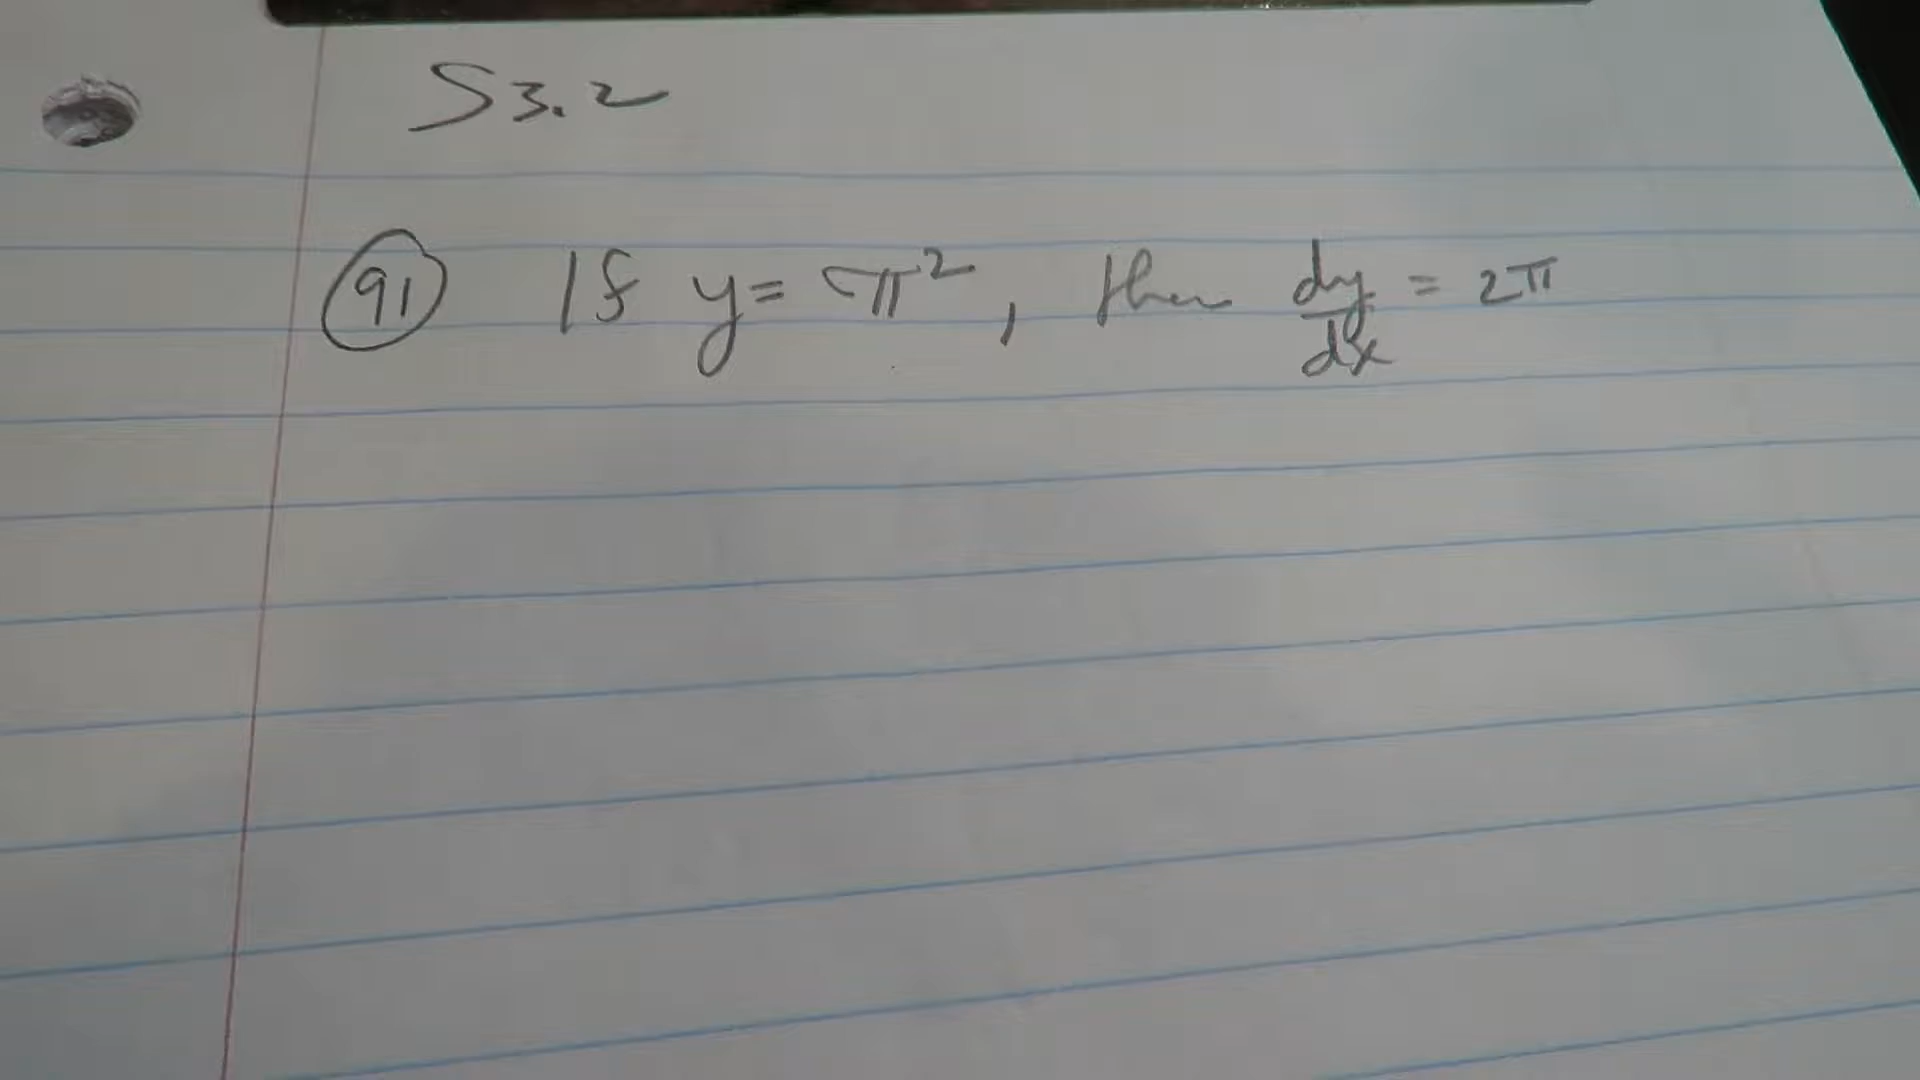 S3.2
91 If y = π², then dy/dx = 2π